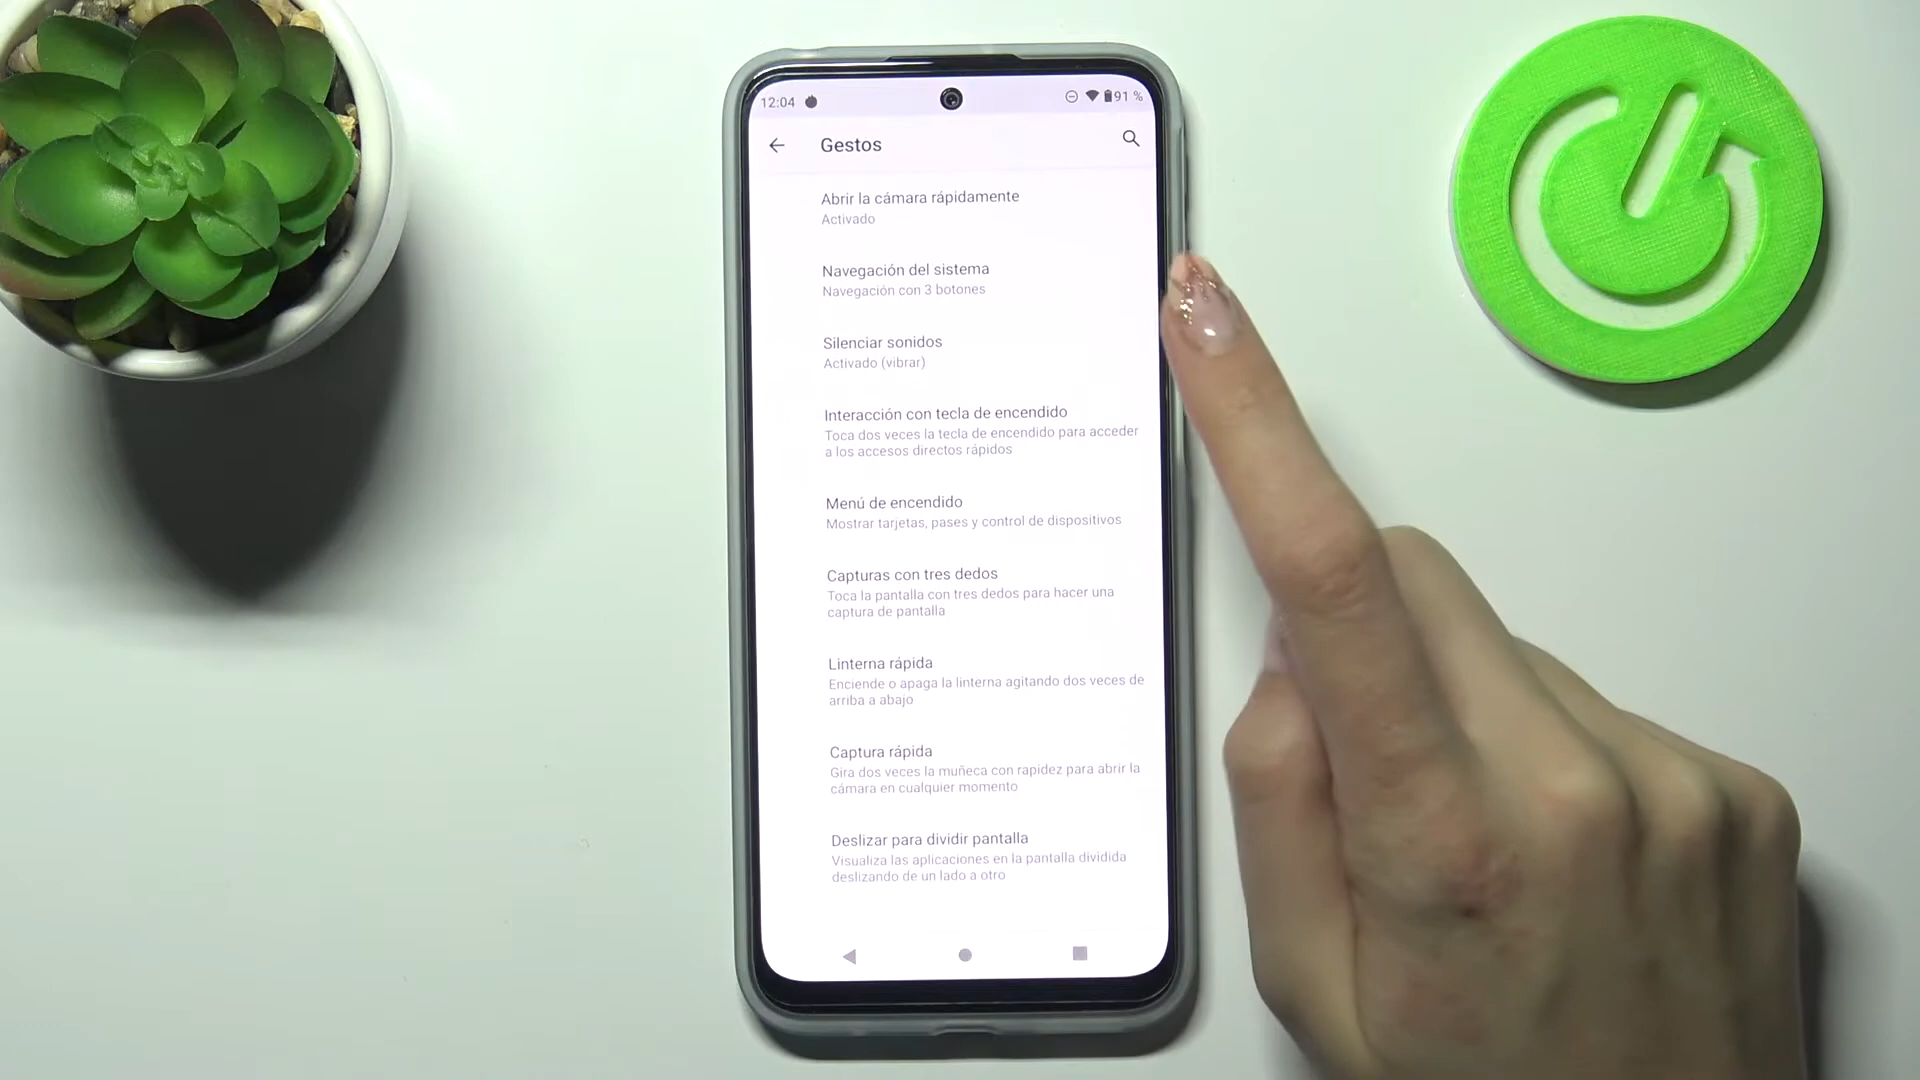 12:04 91 %
Gestos
Abrir la cámara rápidamente
Activado
Navegación del sistema
Navegación con 3 botones
Silenciar sonidos
Activado (vibrar)
Interacción con tecla de encendido
Toca dos veces la tecla de encendido para acceder
a los accesos directos rápidos
Menú de encendido
Mostrar tarjetas, pases y control de dispositivos
Capturas con tres dedos
Toca la pantalla con tres dedos para hacer una
captura de pantalla
Linterna rápida
Enciende o apaga la linterna agitando dos veces de
arriba a abajo
Captura rápida
Gira dos veces la muñeca con rapidez para abrir la
cámara en cualquier momento
Deslizar para dividir pantalla
Visualiza las aplicaciones en la pantalla dividida
deslizando de un lado a otro